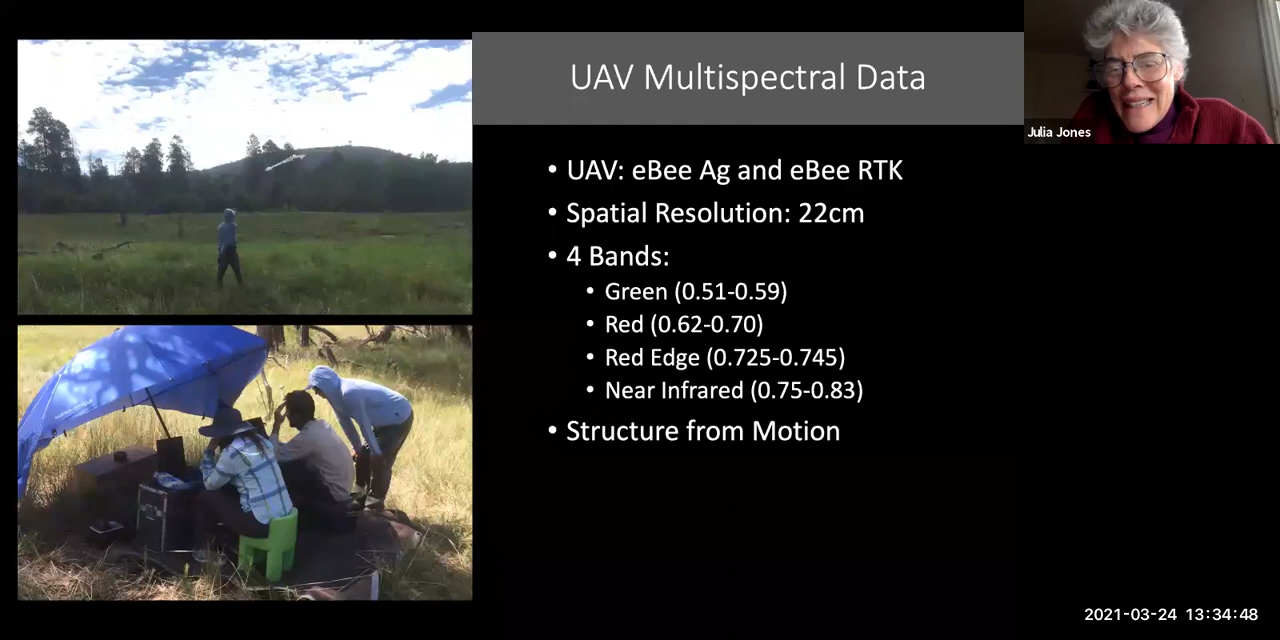 UAV Multispectral Data
Julia Jones
• UAV: eBee Ag and eBee RTK
• Spatial Resolution: 22cm
• 4 Bands:
• Green (0.51-0.59)
• Red (0.62-0.70)
• Red Edge (0.725-0.745)
• Near Infrared (0.75-0.83)
• Structure from Motion
2021-03-24 13:34:48